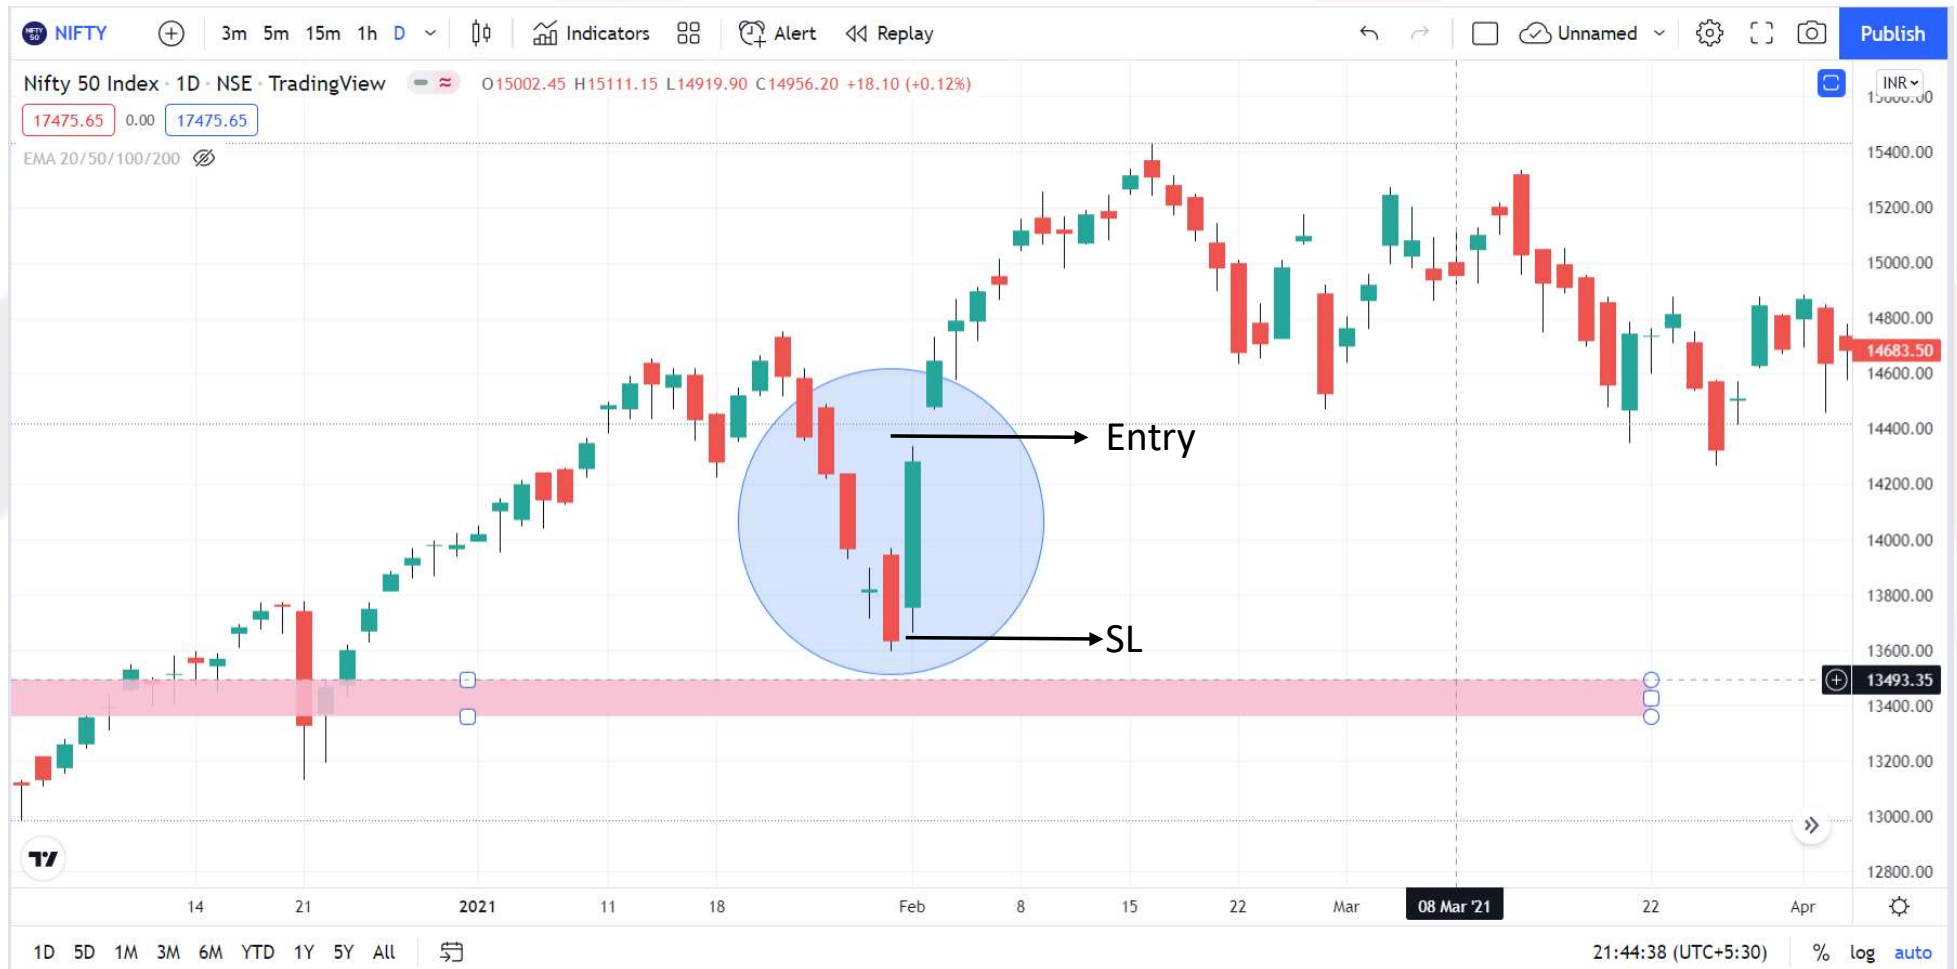 NIFTY 50 NIFTY 3m 5m 15m 1h D Indicators Alert Replay Unnamed Publish
Nifty 50 Index · 1D · NSE · TradingView O15002.45 H15111.15 L14919.90 C14956.20 +18.10 (+0.12%) INR
17475.65 0.00 17475.65
EMA 20/50/100/200
15400.00
15200.00
15000.00
14800.00
14683.50
14600.00
14400.00
Entry
14200.00
14000.00
13800.00
SL
13600.00
13493.35
13400.00
13200.00
13000.00
12800.00
14 21 2021 11 18 Feb 8 15 22 Mar 08 Mar '21 22 Apr
1D 5D 1M 3M 6M YTD 1Y 5Y All 21:44:38 (UTC+5:30) % log auto